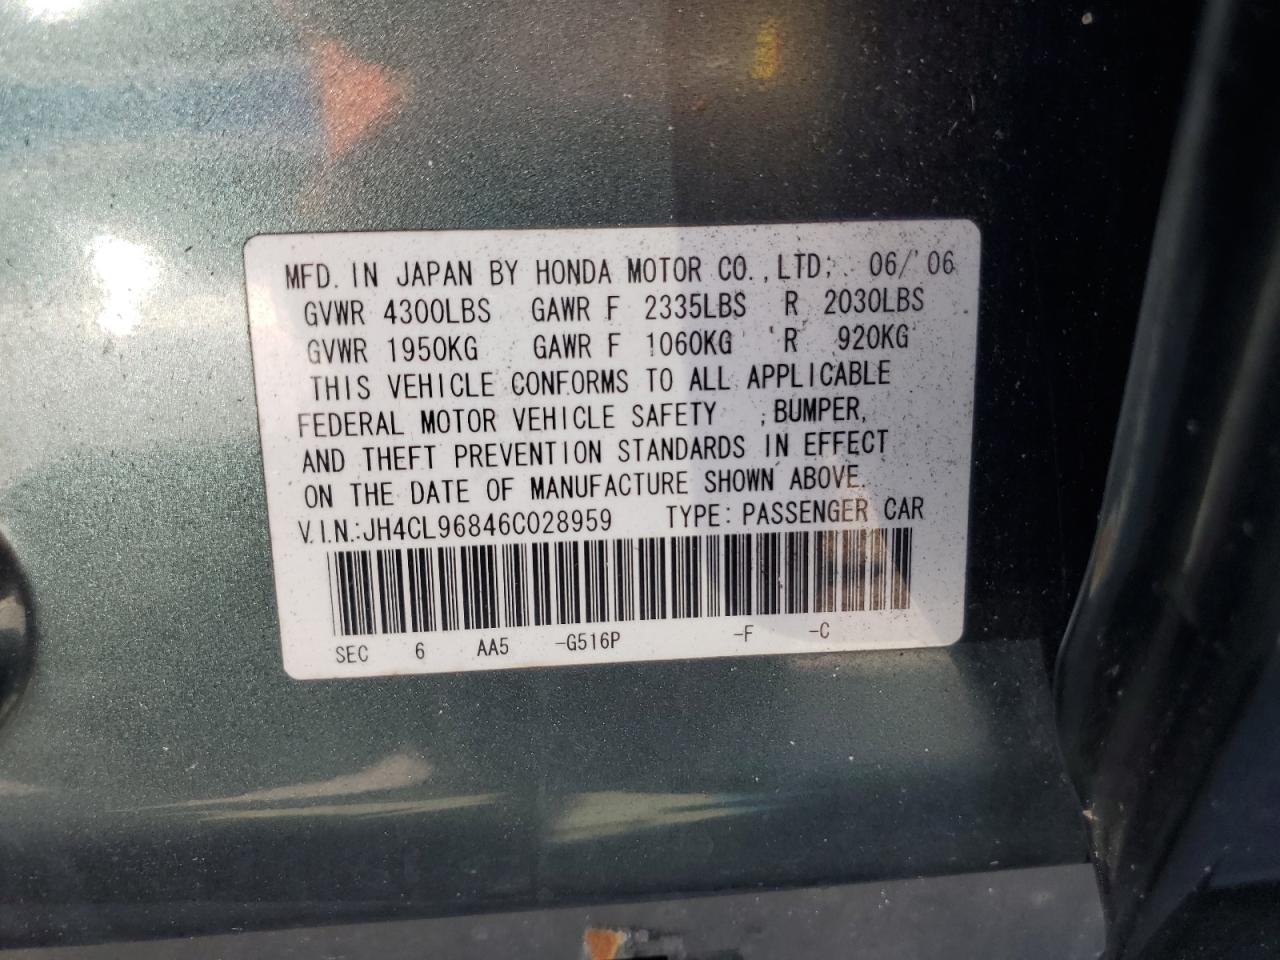 MFD. IN JAPAN BY HONDA MOTOR CO., LTD. 06/06
GVWR 4300LBS GAWR F 2335LBS R 2030LBS
GVWR 1950KG GAWR F 1060KG R 920KG
THIS VEHICLE CONFORMS TO ALL APPLICABLE
FEDERAL MOTOR VEHICLE SAFETY , BUMPER,
AND THEFT PREVENTION STANDARDS IN EFFECT
ON THE DATE OF MANUFACTURE SHOWN ABOVE.
V.I.N.:JH4CL96846C028959 TYPE: PASSENGER CAR
SEC 6 AA5 -G516P -F -C